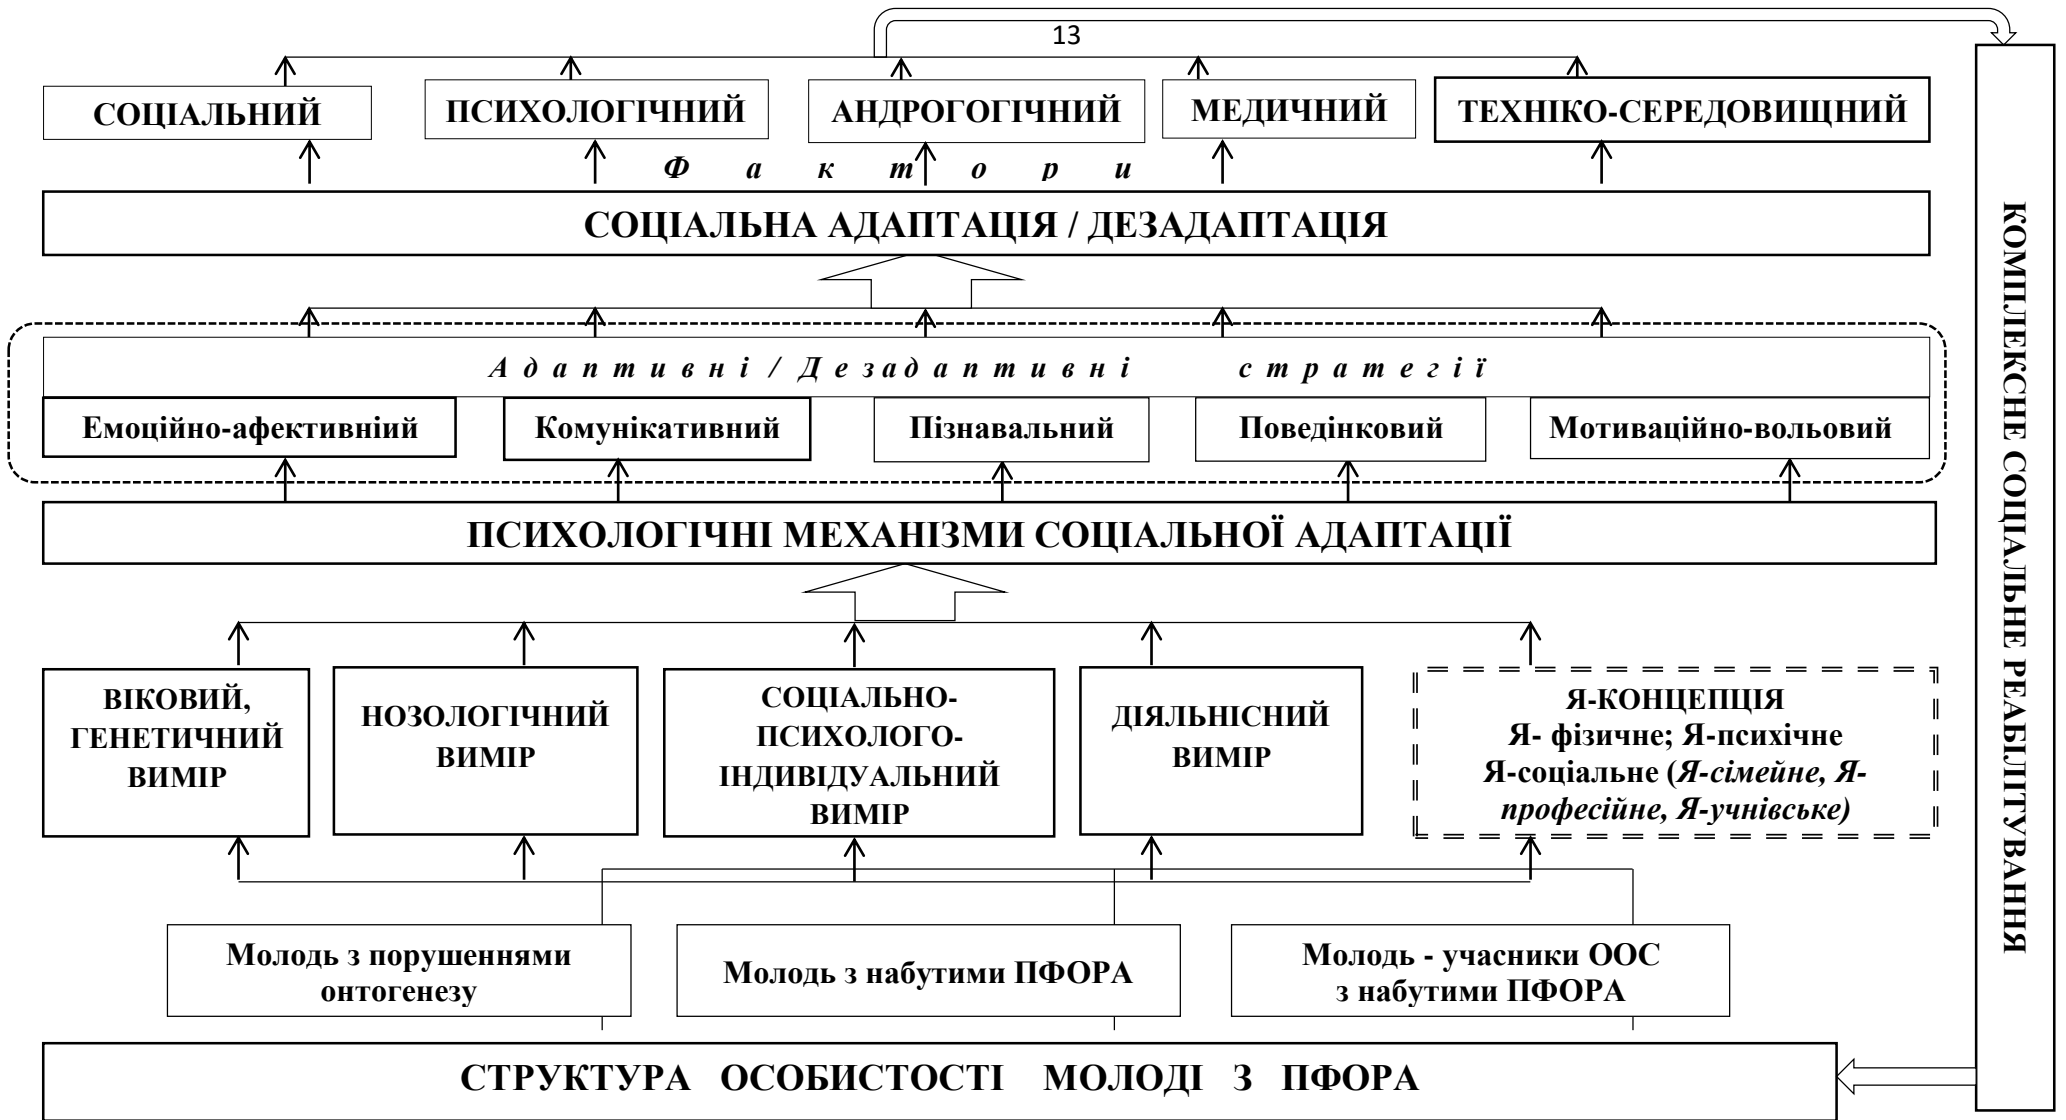 13
СОЦІАЛЬНИЙ
ПСИХОЛОГІЧНИЙ
АНДРОГОГІЧНИЙ
МЕДИЧНИЙ
ТЕХНІКО-СЕРЕДОВИЩНИЙ
Ф а к т о р и
СОЦІАЛЬНА АДАПТАЦІЯ / ДЕЗАДАПТАЦІЯ
А д а п т и в н і / Д е з а д а п т и в н і с т р а т е г і ї
Емоційно-афективніий
Комунікативний
Пізнавальний
Поведінковий
Мотиваційно-вольовий
ПСИХОЛОГІЧНІ МЕХАНІЗМИ СОЦІАЛЬНОЇ АДАПТАЦІЇ
ВІКОВИЙ,
ГЕНЕТИЧНИЙ
ВИМІР
НОЗОЛОГІЧНИЙ
ВИМІР
СОЦІАЛЬНО-
ПСИХОЛОГО-
ІНДИВІДУАЛЬНИЙ
ВИМІР
ДІЯЛЬНІСНИЙ
ВИМІР
Я-КОНЦЕПЦІЯ
Я- фізичне; Я-психічне
Я-соціальне (Я-сімейне, Я-
професійне, Я-учнівське)
Молодь з порушеннями
онтогенезу
Молодь з набутими ПФОРА
Молодь - учасники ООС
з набутими ПФОРА
СТРУКТУРА ОСОБИСТОСТІ МОЛОДІ З ПФОРА
КОМПЛЕКСНЕ СОЦІАЛЬНЕ РЕАБІЛІТУВАННЯ